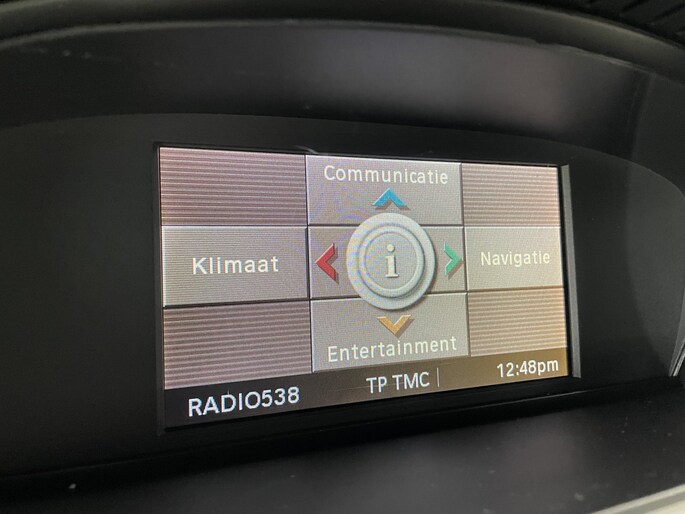 Communicatie
Klimaat
i
Navigatie
Entertainment
RADIO538
TP TMC
12:48pm